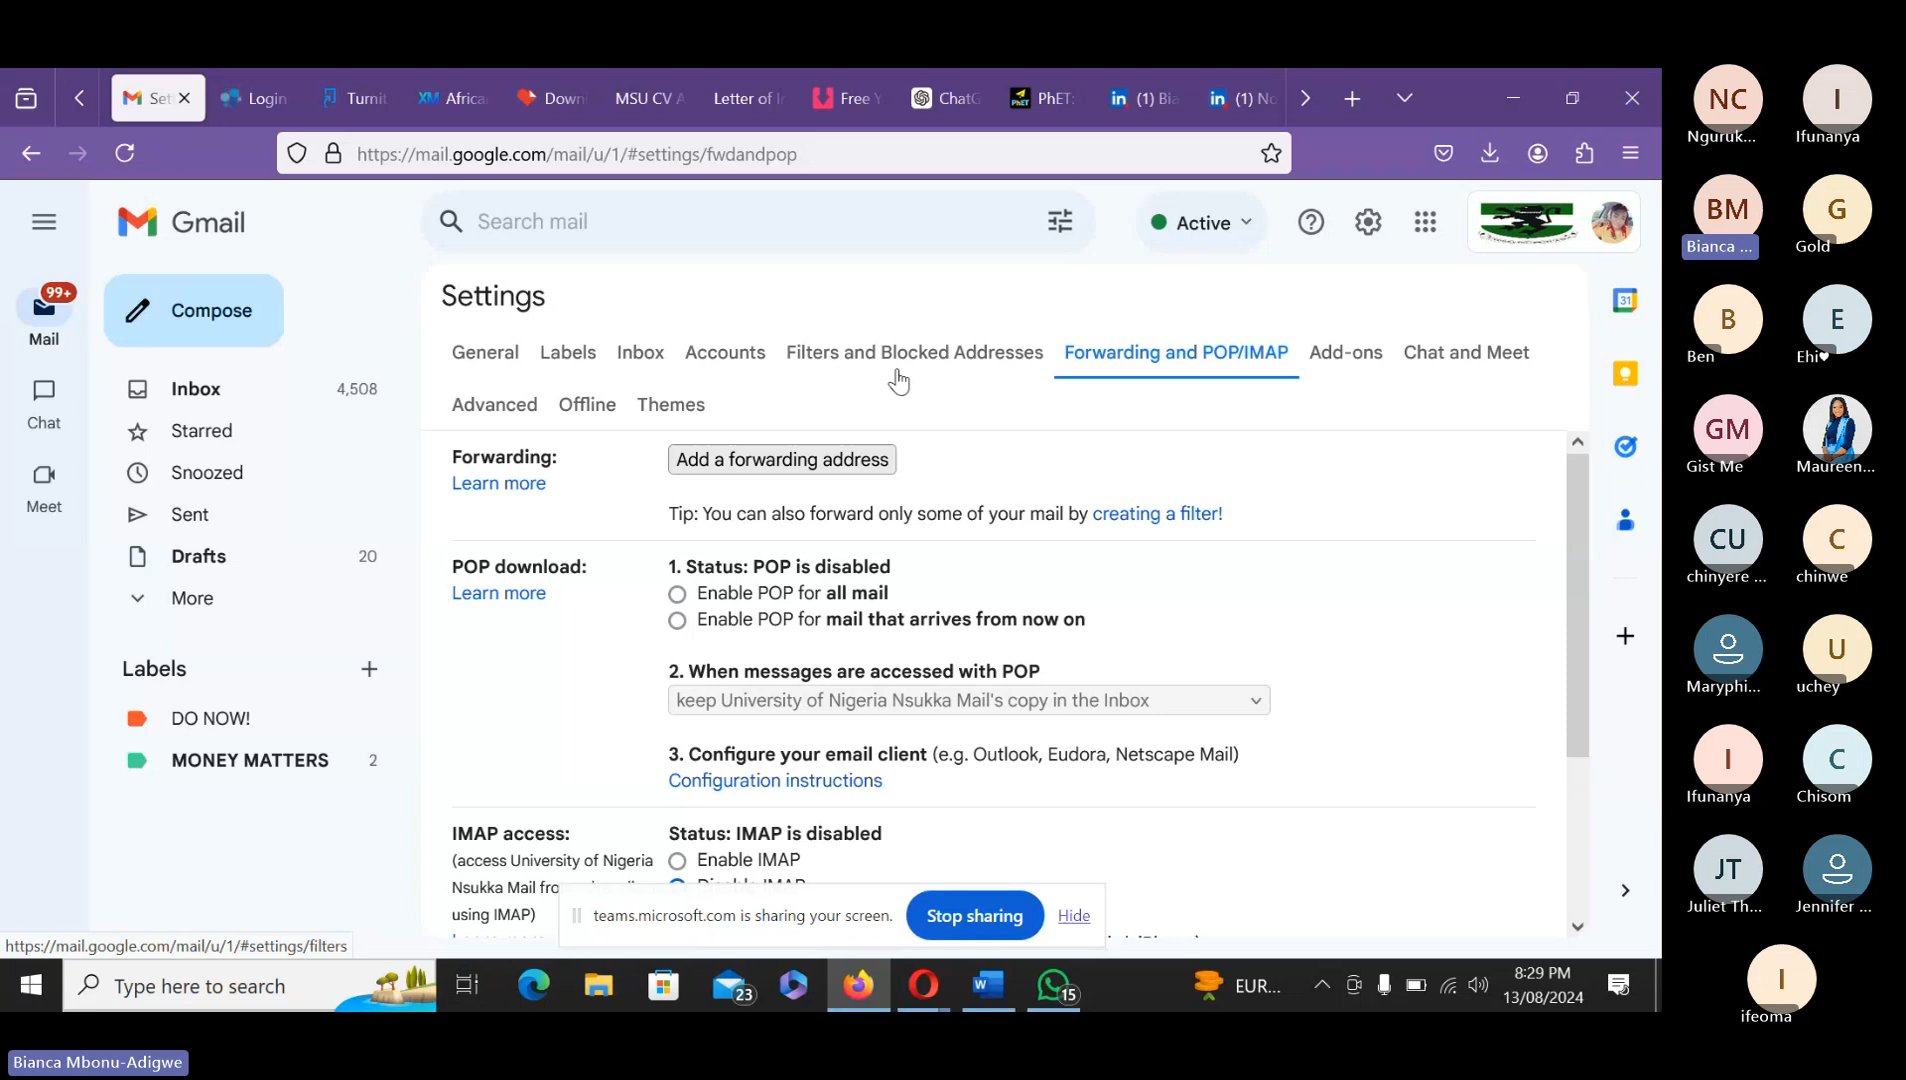 Set
Login
Turnit
Africa
Down
MSU CV A
Letter of I
Free Y
ChatG
PhET:
(1) Bia
(1) No
https://mail.google.com/mail/u/1/#settings/fwdandpop
Gmail
Search mail
Active
99+
Mail
Chat
Meet
Compose
Inbox 4,508
Starred
Snoozed
Sent
Drafts 20
More
Labels
DO NOW!
MONEY MATTERS 2
Settings
General Labels Inbox Accounts Filters and Blocked Addresses Forwarding and POP/IMAP Add-ons Chat and Meet
Advanced Offline Themes
Forwarding:
Learn more
Add a forwarding address
Tip: You can also forward only some of your mail by creating a filter!
POP download:
Learn more
1. Status: POP is disabled
Enable POP for all mail
Enable POP for mail that arrives from now on
2. When messages are accessed with POP
keep University of Nigeria Nsukka Mail's copy in the Inbox
3. Configure your email client (e.g. Outlook, Eudora, Netscape Mail)
Configuration instructions
IMAP access:
(access University of Nigeria
Nsukka Mail from
using IMAP)
Status: IMAP is disabled
Enable IMAP
Disable IMAP
teams.microsoft.com is sharing your screen.
Stop sharing
Hide
https://mail.google.com/mail/u/1/#settings/filters
31
Type here to search
23
15
EUR...
8:29 PM
13/08/2024
Bianca Mbonu-Adigwe
NC
Nguruk...
I
Ifunanya
BM
Bianca ...
G
Gold
B
Ben
E
Ehi♥
GM
Gist Me
Maureen...
CU
chinyere ...
C
chinwe
Maryphi...
U
uchey
I
Ifunanya
C
Chisom
JT
Juliet Th...
Jennifer ...
I
ifeoma